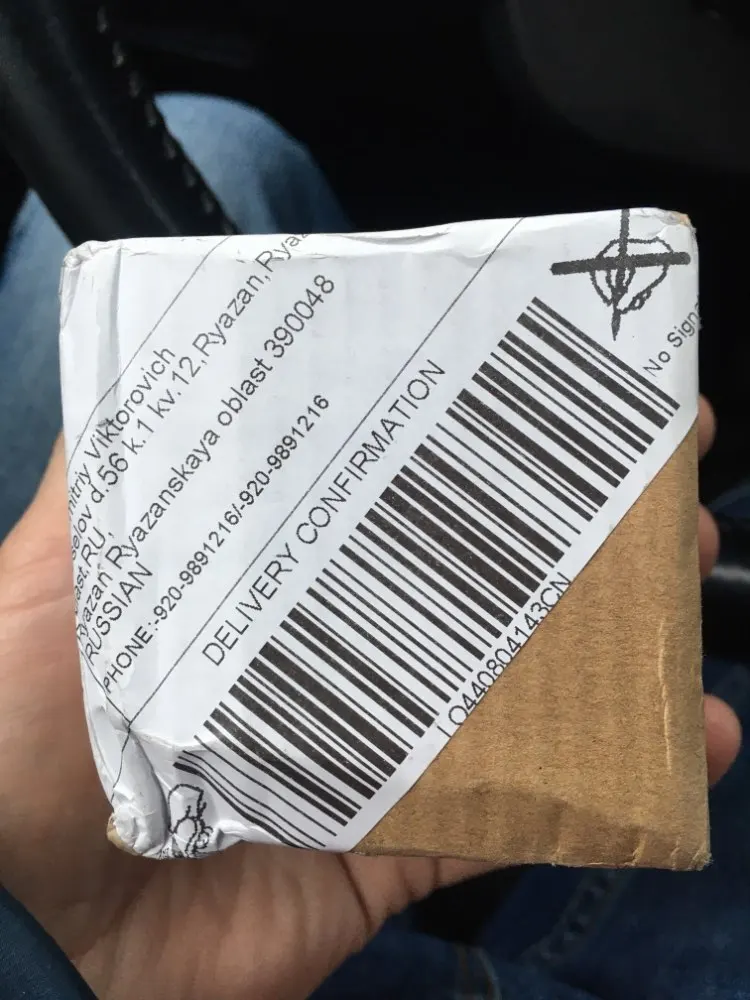 Viktorovich
d.56 k.1 kv.12, Ryazan,
RU
Ryazan, Ryazanskaya oblast 390048
RUSSIAN
PHONE:-920-9891216/-920-9891216
DELIVERY CONFIRMATION
LO440804143CN
No